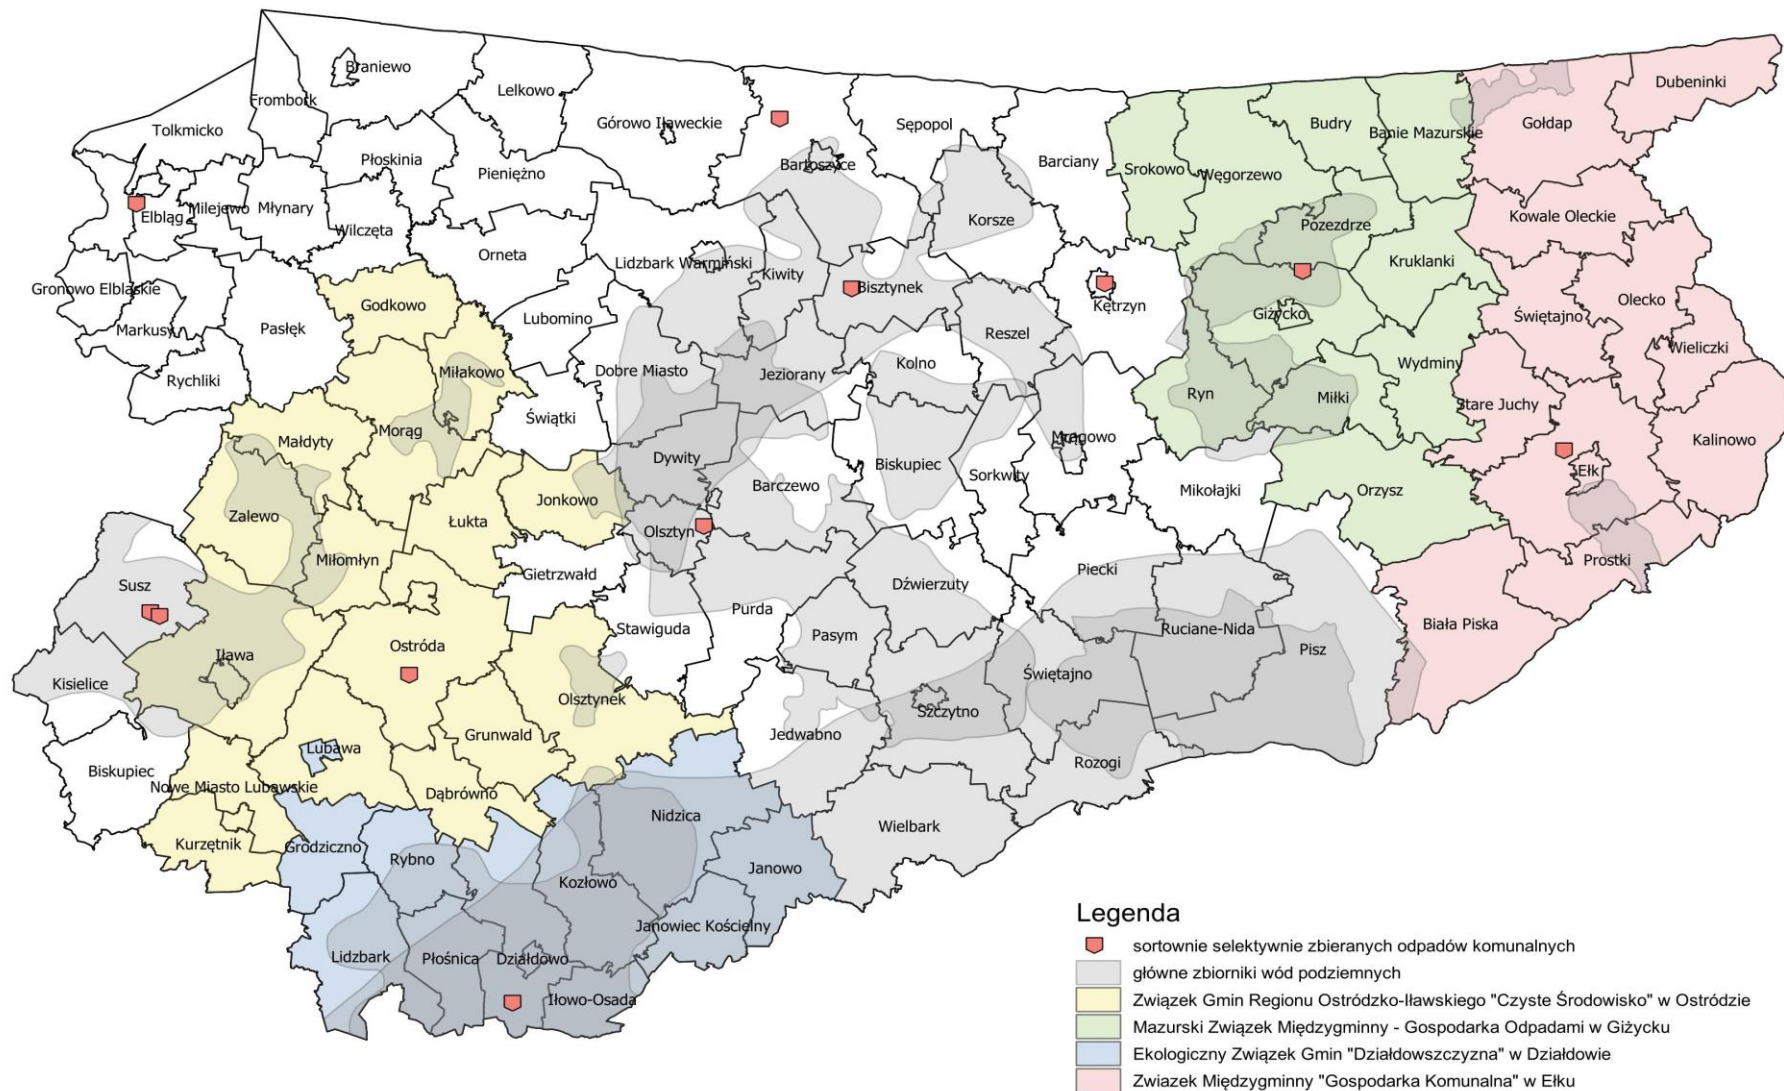 Braniewo
Lelkowo
Dubeninki
Frombork
Tolkmicko
Górowo Iławeckie
Sępopol
Budry
Banie Mazurskie
Gołdap
Płoskinia
Bartoszyce
Barciany
Srokowo
Węgorzewo
Pieniężno
Elbląg
Milejewo
Młynary
Wilczęta
Korsze
Pozezdrze
Kowale Oleckie
Orneta
Lidzbark Warmiński
Kiwity
Bisztynek
Kruklanki
Gronowo Elbląskie
Godkowo
Kętrzyn
Olecko
Markusy
Pasłęk
Lubomino
Reszel
Giżycko
Świętajno
Rychliki
Miłakowo
Dobre Miasto
Jeziorany
Kolno
Wydminy
Wieliczki
Świątki
Ryn
Miłki
Stare Juchy
Małdyty
Morąg
Mrągowo
Kalinowo
Dywity
Biskupiec
Sorkwity
Ełk
Zalewo
Łukta
Jonkowo
Barczewo
Mikołajki
Orzysz
Olsztyn
Susz
Miłomłyn
Gietrzwałd
Dźwierzuty
Piecki
Prostki
Purda
Stawiguda
Pasym
Ruciane-Nida
Biała Piska
Iława
Ostróda
Pisz
Kisielice
Olsztynek
Świętajno
Szczytno
Lubawa
Grunwald
Jedwabno
Biskupiec
Rozogi
Nowe Miasto Lubawskie
Dąbrówno
Nidzica
Wielbark
Kurzętnik
Grodziczno
Rybno
Janowo
Kozłowo
Janowiec Kościelny
Lidzbark
Płośnica
Działdowo
Iłowo-Osada
Legenda
sortownie selektywnie zbieranych odpadów komunalnych
główne zbiorniki wód podziemnych
Związek Gmin Regionu Ostródzko-Iławskiego "Czyste Środowisko" w Ostródzie
Mazurski Związek Międzygminny - Gospodarka Odpadami w Giżycku
Ekologiczny Związek Gmin "Działdowszczyzna" w Działdowie
Zwiazek Międzygminny "Gospodarka Komunalna" w Ełku